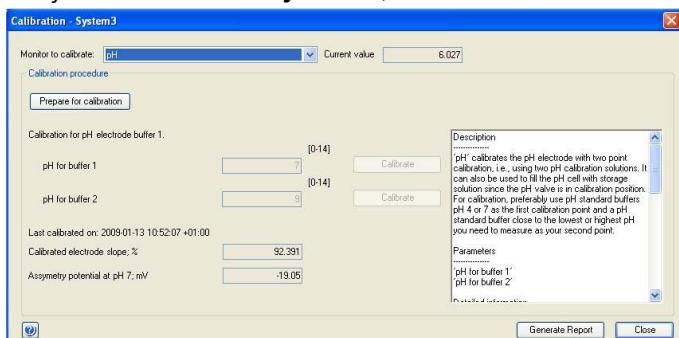 Calibration - System3
Monitor to calibrate: pH Current value 6.027
Calibration procedure
Prepare for calibration
Calibration for pH electrode buffer 1.
[0-14]
pH for buffer 1 7 Calibrate
[0-14]
pH for buffer 2 9 Calibrate
Last calibrated on: 2009-01-13 10:52:07 +01:00
Calibrated electrode slope; % 92.391
Assymetry potential at pH 7; mV -19.05
Description
---------------
'pH' calibrates the pH electrode with two point
calibration, i.e., using two pH calibration solutions. It
can also be used to fill the pH cell with storage
solution since the pH valve is in calibration position.
For calibration, preferably use pH standard buffers
pH 4 or 7 as the first calibration point and a pH
standard buffer close to the lowest or highest pH
you need to measure as your second point.
Parameters
---------------
'pH for buffer 1'
'pH for buffer 2'
Detailed information
Generate Report Close